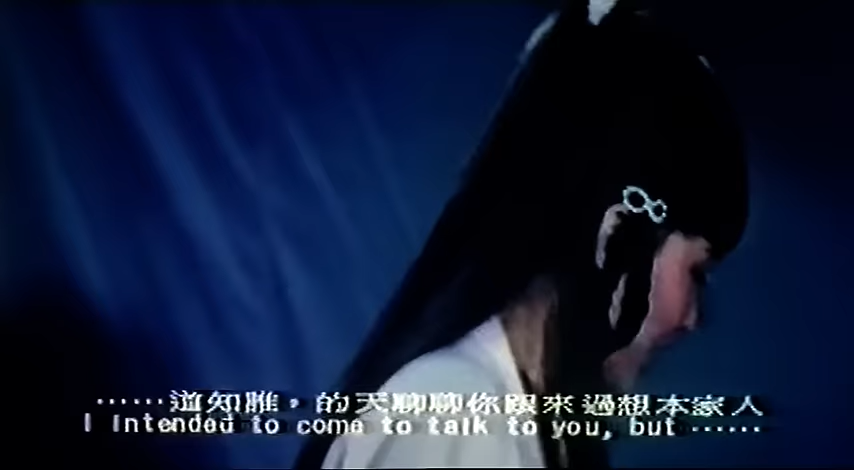 人家本想過來跟你聊聊天的，誰知道……
I intended to come to talk to you, but ……